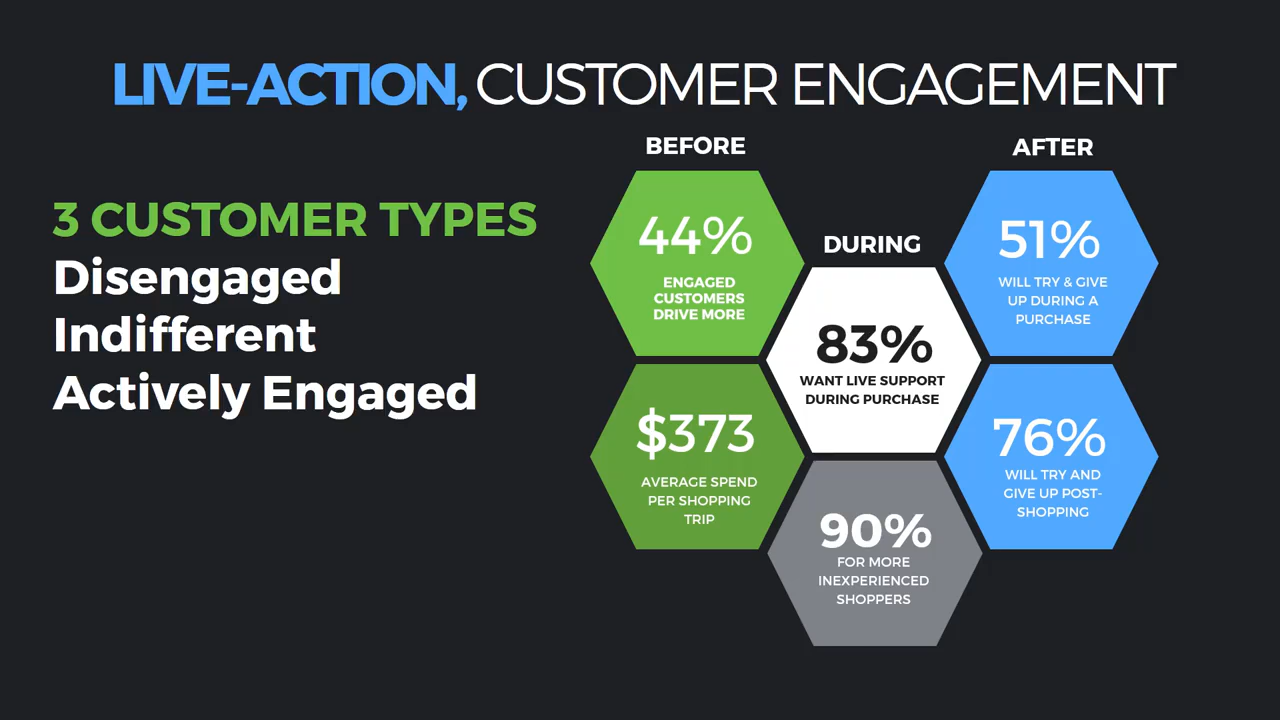 LIVE-ACTION, CUSTOMER ENGAGEMENT
3 CUSTOMER TYPES
Disengaged
Indifferent
Actively Engaged
BEFORE
44%
ENGAGED
CUSTOMERS
DRIVE MORE
$373
AVERAGE SPEND
PER SHOPPING
TRIP
DURING
83%
WANT LIVE SUPPORT
DURING PURCHASE
90%
FOR MORE
INEXPERIENCED
SHOPPERS
AFTER
51%
WILL TRY & GIVE
UP DURING A
PURCHASE
76%
WILL TRY AND
GIVE UP POST-
SHOPPING